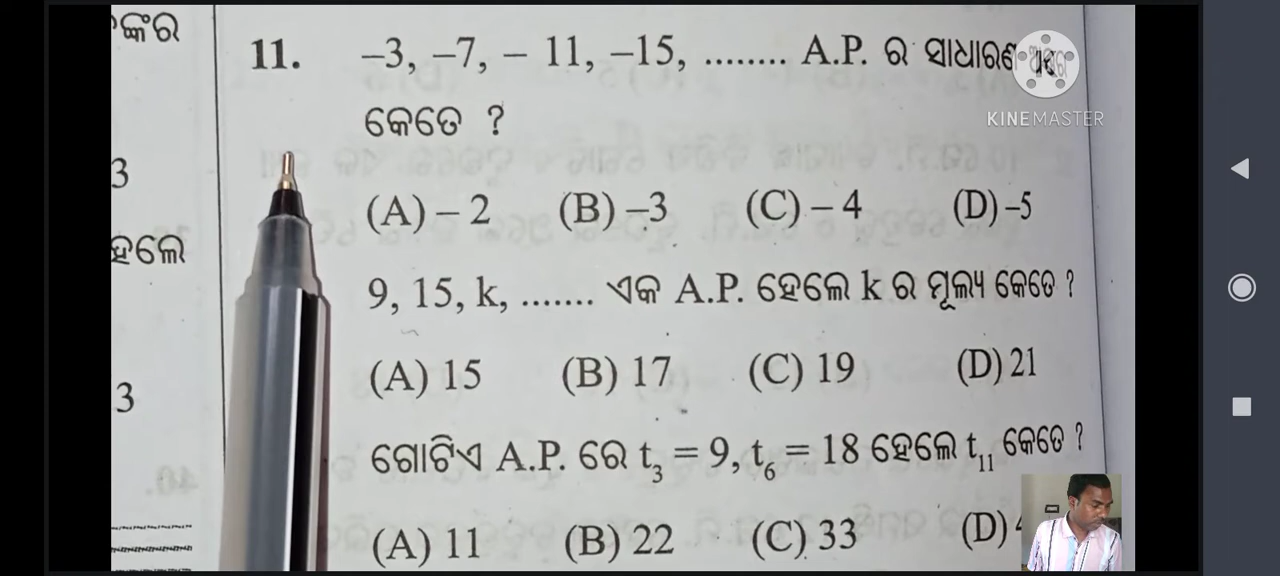 ଙ୍କର
3
ହେଲେ
3
11. –3, –7, – 11, –15, ........ A.P. ର ସାଧାରଣ
KINEMASTER
କେତେ ?
(A) – 2 (B) –3 (C) – 4 (D) –5
9, 15, k, ....... ଏକ A.P. ହେଲେ k ର ମୂଲ୍ୟ କେତେ ?
(A) 15 (B) 17 (C) 19 (D) 21
ଗୋଟିଏ A.P. ରେ t₃ = 9, t₆ = 18 ହେଲେ t₁₁ କେତେ ?
(A) 11 (B) 22 (C) 33 (D)